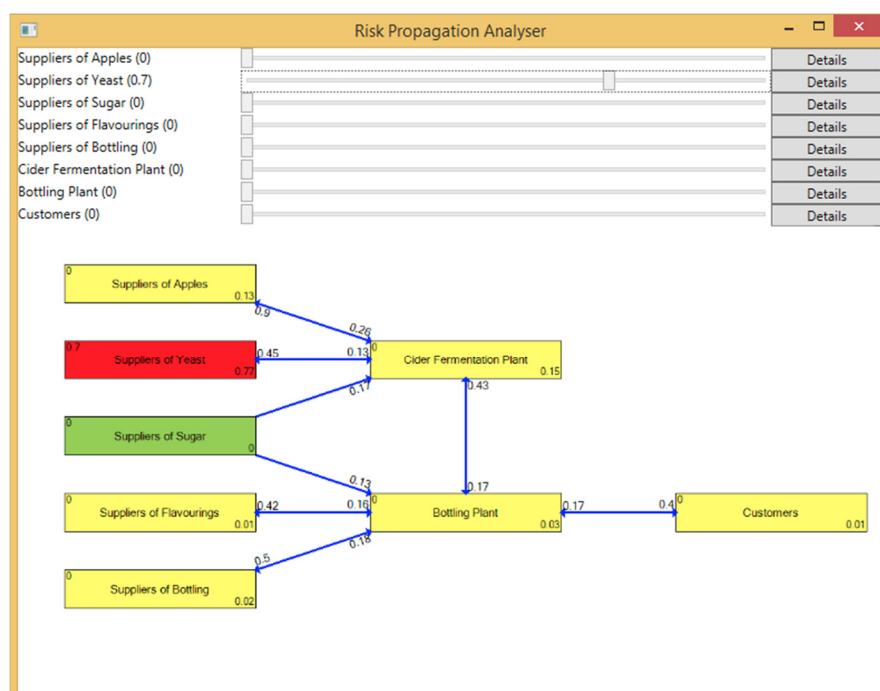 Risk Propagation Analyser
Suppliers of Apples (0)
Details
Suppliers of Yeast (0.7)
Details
Suppliers of Sugar (0)
Details
Suppliers of Flavourings (0)
Details
Suppliers of Bottling (0)
Details
Cider Fermentation Plant (0)
Details
Bottling Plant (0)
Details
Customers (0)
Details
0
Suppliers of Apples
0.13
0.9
0.26
0.7
Suppliers of Yeast
0.77
0.45
0.13
0
Cider Fermentation Plant
0.15
0.17
0.43
0
Suppliers of Sugar
0
0.13
0.17
0
Suppliers of Flavourings
0.01
0.42
0.16
0
Bottling Plant
0.03
0.17
0.4
0
Customers
0.01
0.18
0.5
0
Suppliers of Bottling
0.02